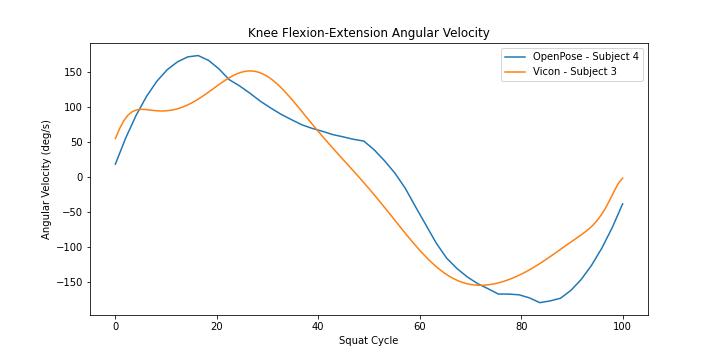 Knee Flexion-Extension Angular Velocity
OpenPose - Subject 4
Vicon - Subject 3
Angular Velocity (deg/s)
150
100
50
0
−50
−100
−150
0 20 40 60 80 100
Squat Cycle